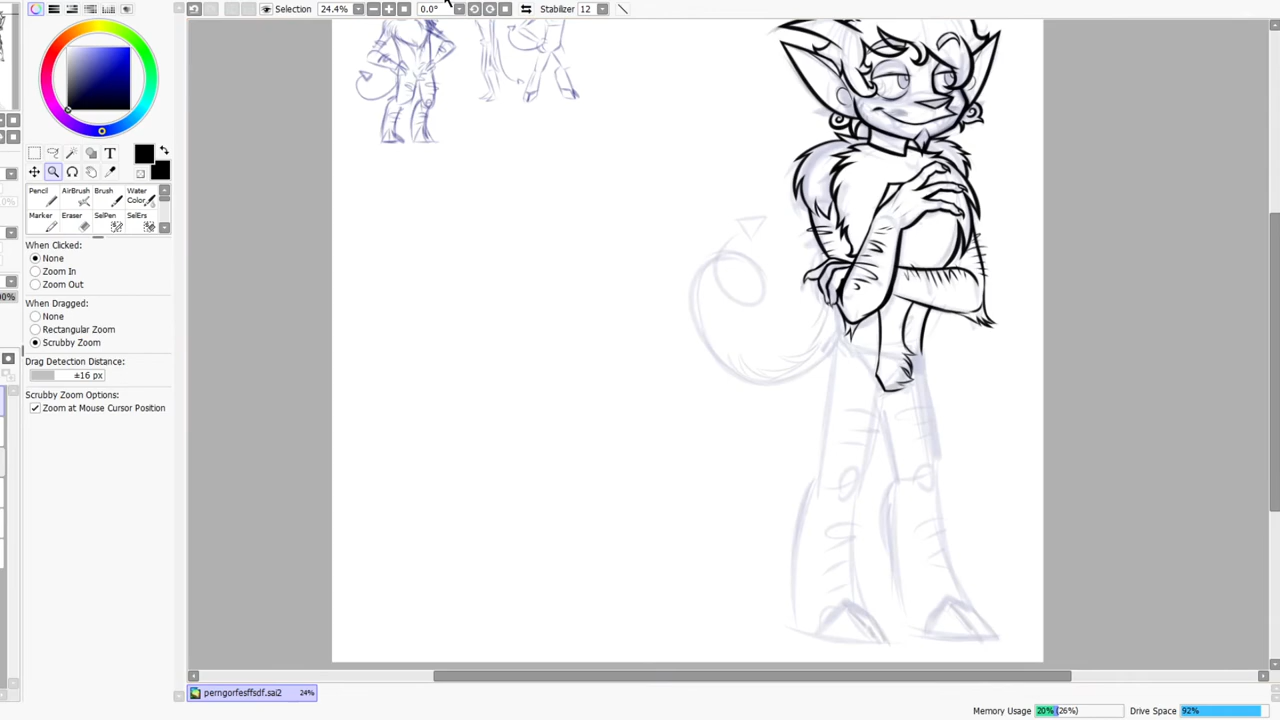 Selection 24.4% 0.0° Stabilizer 12
T
Pencil AirBrush Brush Water Color
Marker Eraser SelPen SelErs
When Clicked:
None
Zoom In
Zoom Out
When Dragged:
None
Rectangular Zoom
Scrubby Zoom
Drag Detection Distance:
±16 px
Scrubby Zoom Options:
Zoom at Mouse Cursor Position
perngorfesffsdf.sai2 24%
Memory Usage 20% (26%) Drive Space 92%